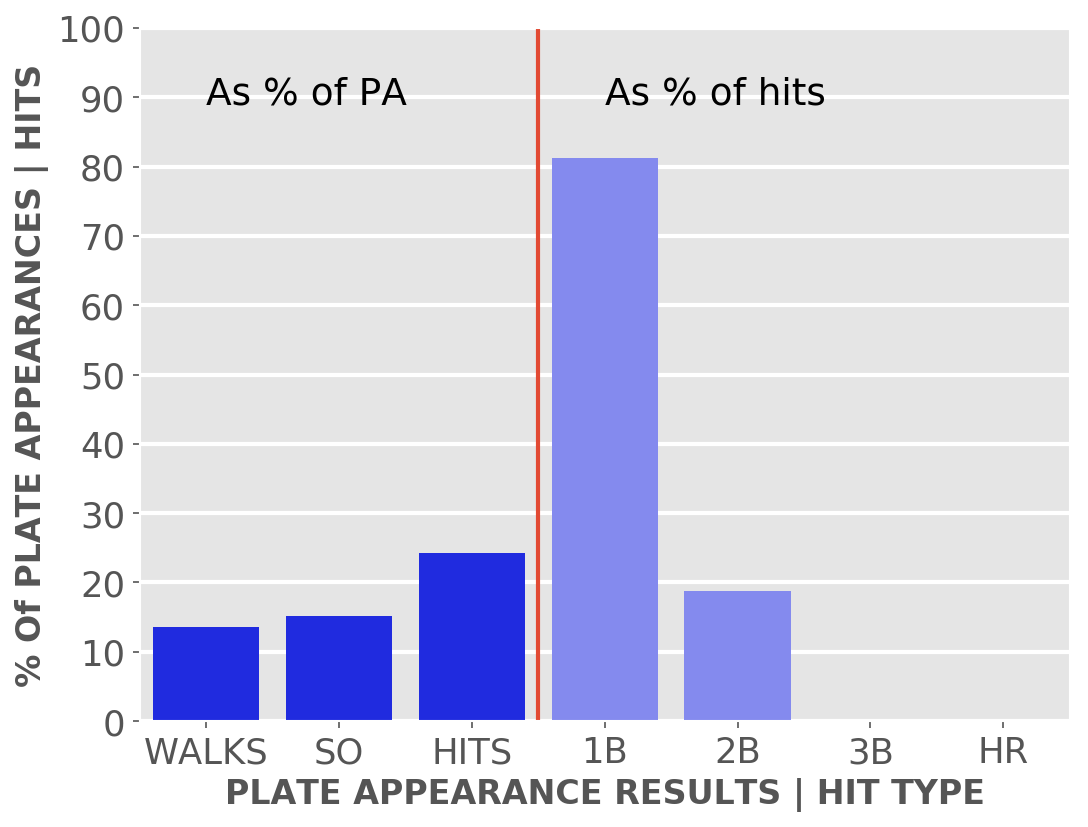 100
90
80
70
60
50
40
30
20
10
0
% Of PLATE APPEARANCES | HITS
As % of PA
As % of hits
WALKS SO HITS 1B 2B 3B HR
PLATE APPEARANCE RESULTS | HIT TYPE